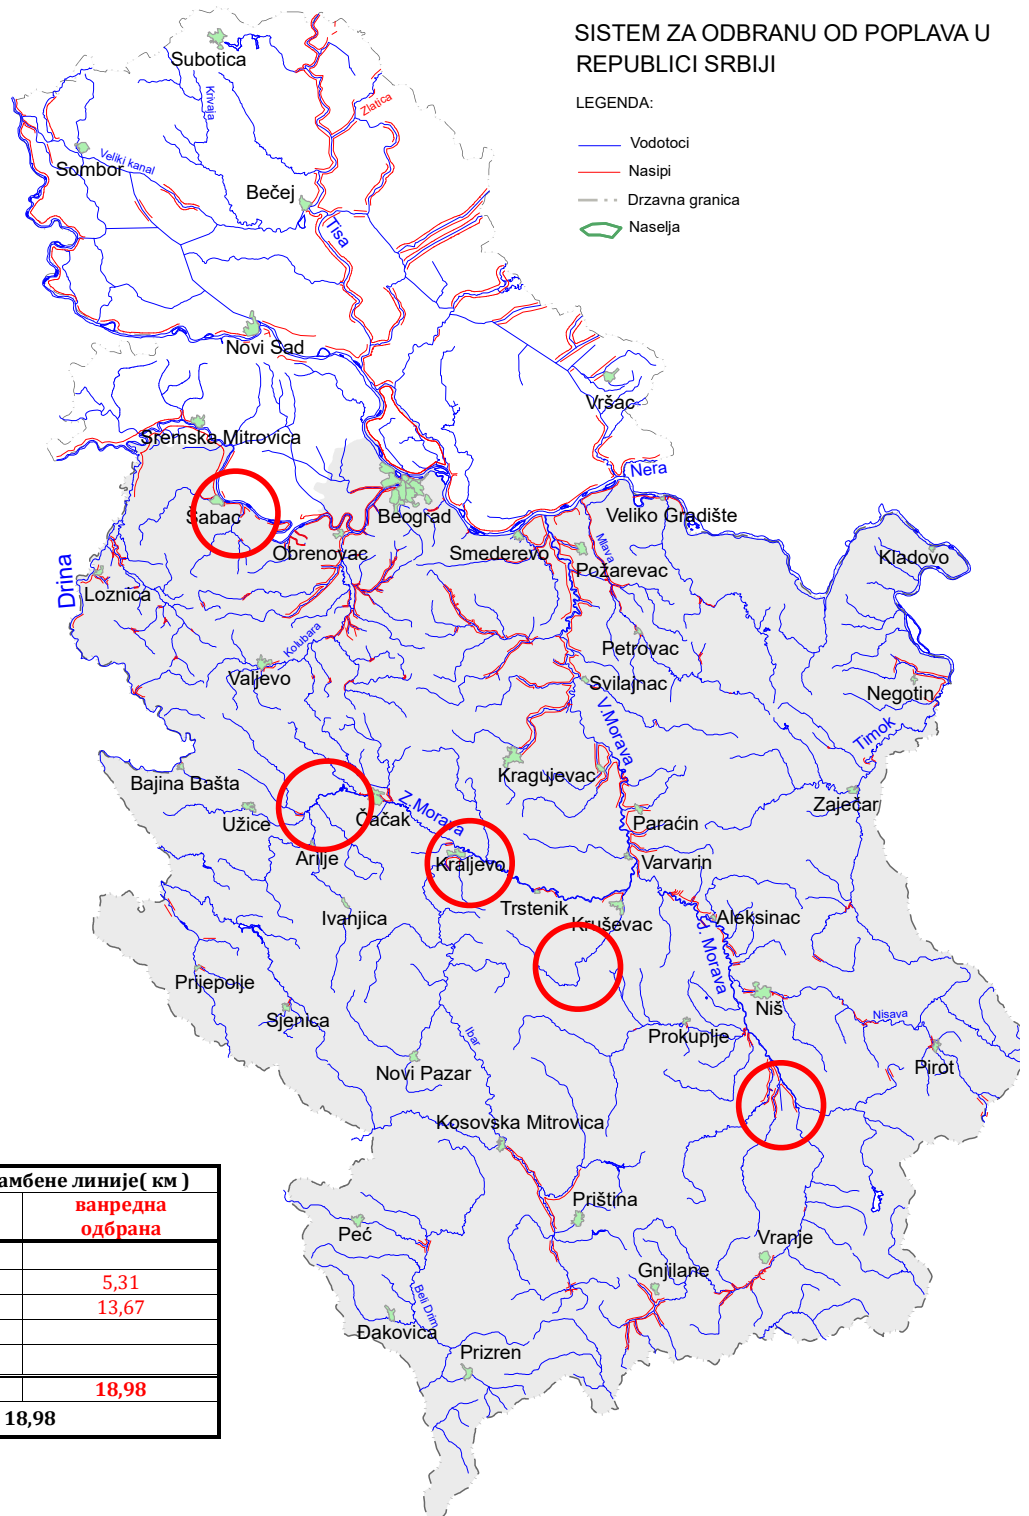 SISTEM ZA ODBRANU OD POPLAVA U
REPUBLICI SRBIJI
LEGENDA:
Vodotoci
Nasipi
Drzavna granica
Naselja
Subotica
Krivaja
Zlatica
Sombor
Veliki kanal
Bečej
Tisa
Novi Sad
Vršac
Sremska Mitrovica
Nera
Šabac
Beograd
Veliko Gradište
Obrenovac
Smederevo
Mlava
Požarevac
Kladovo
Drina
Loznica
Kolubara
Petrovac
Valjevo
Svilajnac
Negotin
V.Morava
Timok
Bajina Bašta
Kragujevac
Zaječar
Užice
Čačak
Z.Morava
Paraćin
Arilje
Kraljevo
Varvarin
Ivanjica
Trstenik
Kruševac
Aleksinac
J. Morava
Prijepolje
Niš
Sjenica
Nisava
Ibar
Prokuplje
Pirot
Novi Pazar
Kosovska Mitrovica
Priština
Peć
Vranje
Gnjilane
Beli Drim
Đakovica
Prizren
амбене линије( км )
ванредна
одбрана
5,31
13,67
18,98
18,98